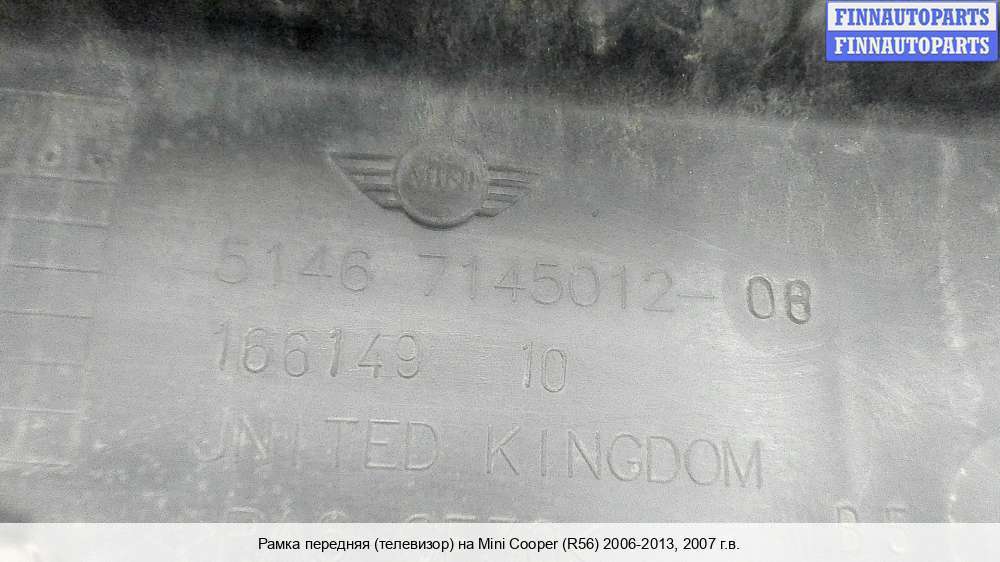 FINNAUTOPARTS
FINNAUTOPARTS
MINI
5146 7145012-08
166149 10
UNITED KINGDOM
Рамка передняя (телевизор) на Mini Cooper (R56) 2006-2013, 2007 г.в.